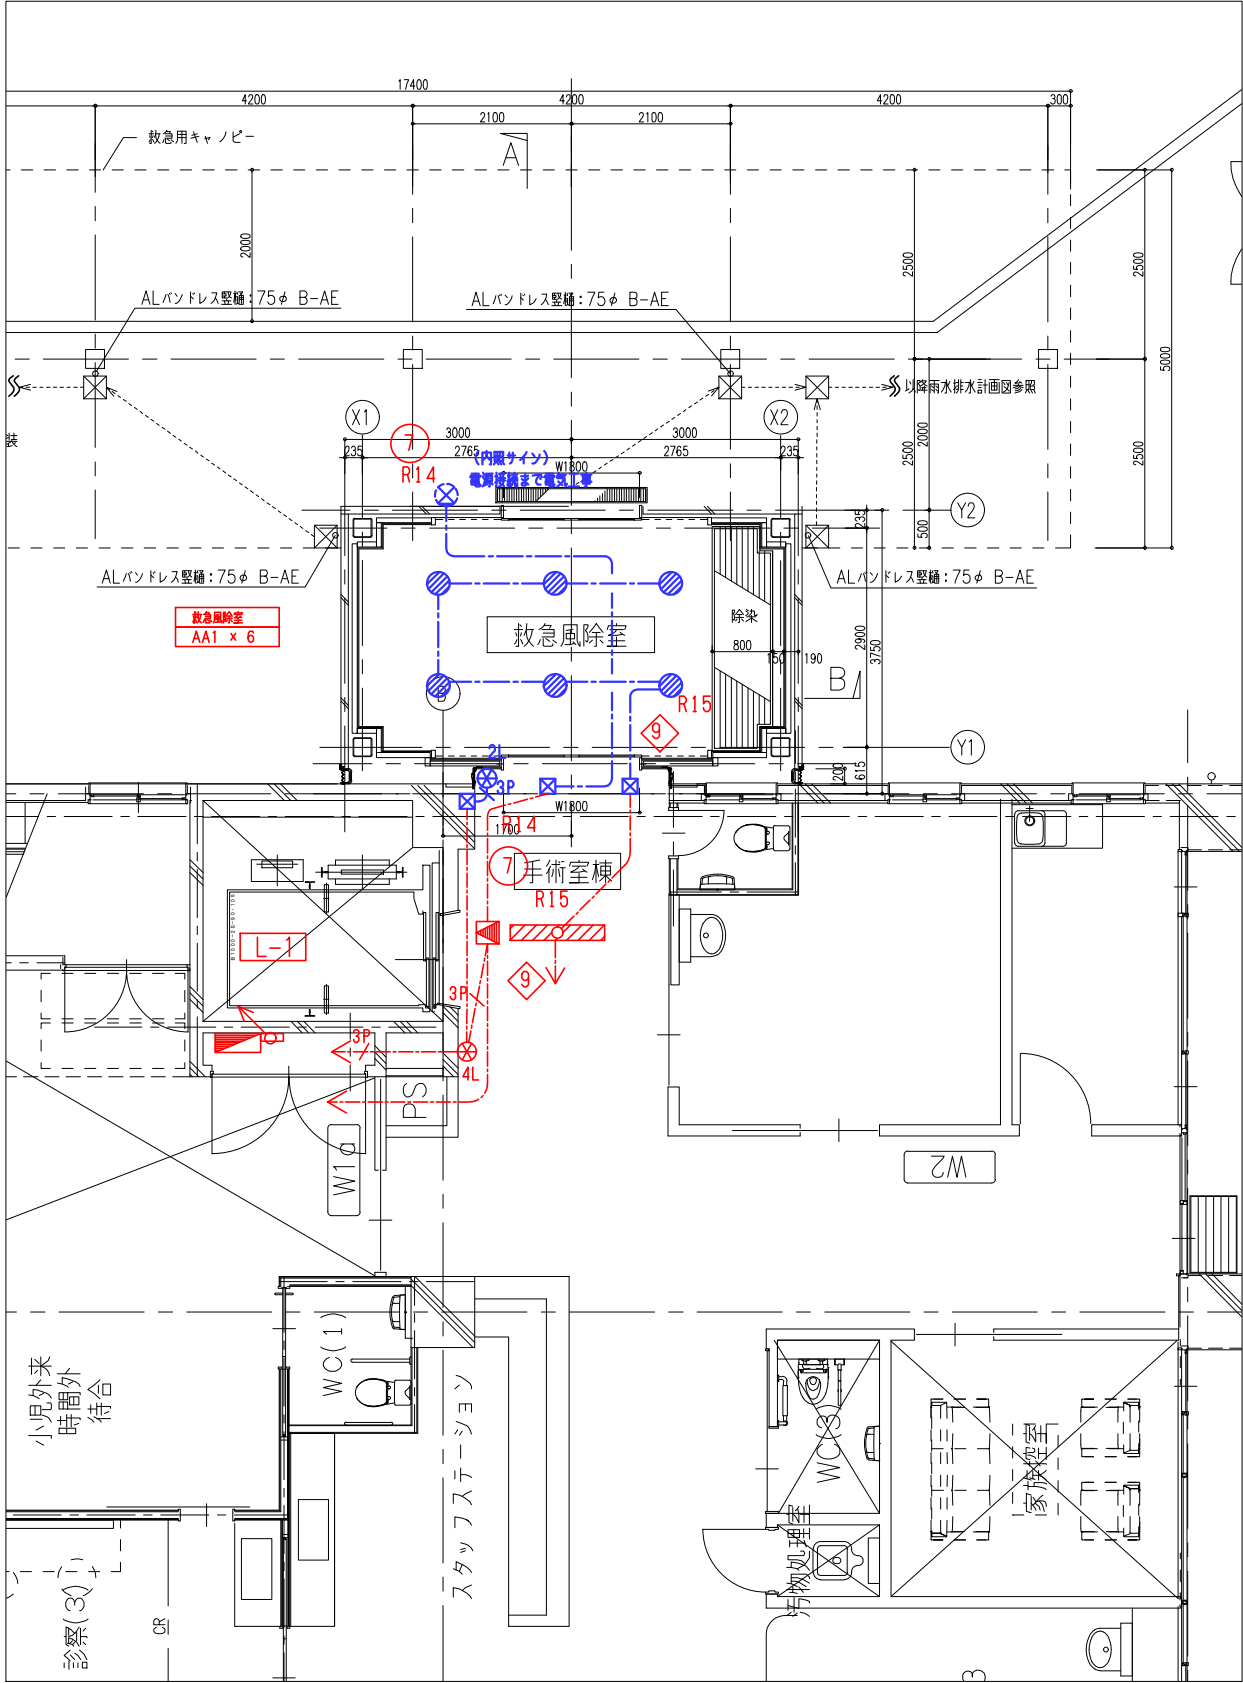 17400
4200
4200
4200
300
2100
2100
救急用キャノピー
A
2000
2500
2500
5000
ALバンドレス竪樋:75φ B-AE
ALバンドレス竪樋:75φ B-AE
以降雨水排水計画図参照
装
X1
X2
3000
3000
7
235
2765
2765
235
2500
2000
2500
(内照サイン)
R14
W1800
電源接続まで電気工事
Y2
235
500
ALバンドレス竪樋:75φ B-AE
ALバンドレス竪樋:75φ B-AE
救急風除室
AA1 × 6
除染
救急風除室
2900
3750
800
150
190
B
R15
9
2L
Y1
615
200
3P
W1800
R14
1700
7
手術室棟
R15
L-1
9
3P
3P
4L
PS
W1a
W2
WC(1)
小児外来
時間外
待合
スタッフステーション
WC(3)
家族控室
汚物処理室
診察(3)
CR
3